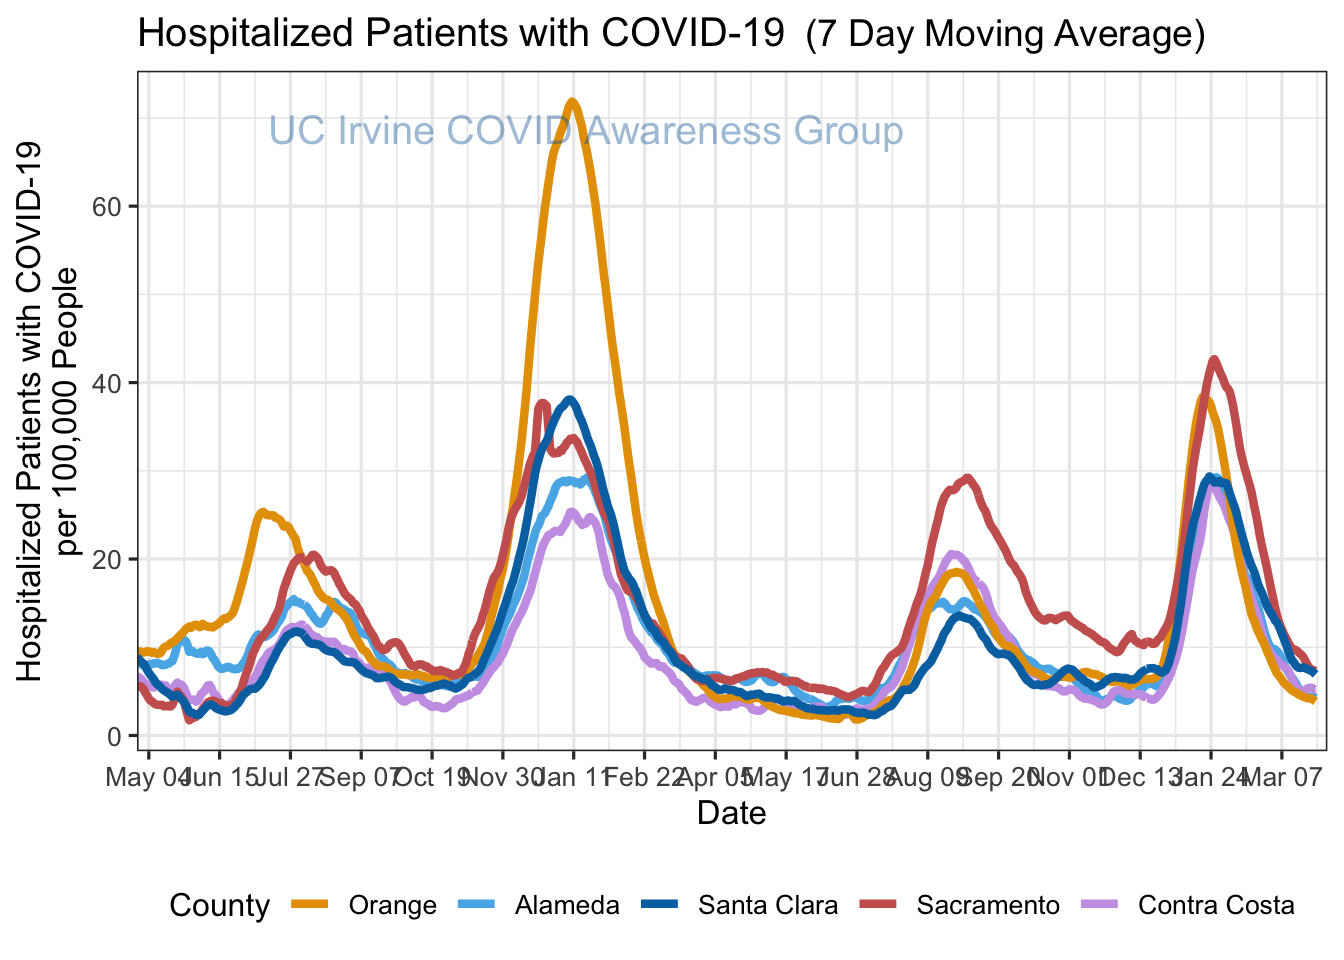 Hospitalized Patients with COVID-19 (7 Day Moving Average)
UC Irvine COVID Awareness Group
Hospitalized Patients with COVID-19
per 100,000 People
60
40
20
0
May 04 Jun 15 Jul 27 Sep 07 Oct 19 Nov 30 Jan 11 Feb 22 Apr 05 May 17 Jun 28 Aug 09 Sep 20 Nov 01 Dec 13 Jan 24 Mar 07
Date
County Orange Alameda Santa Clara Sacramento Contra Costa